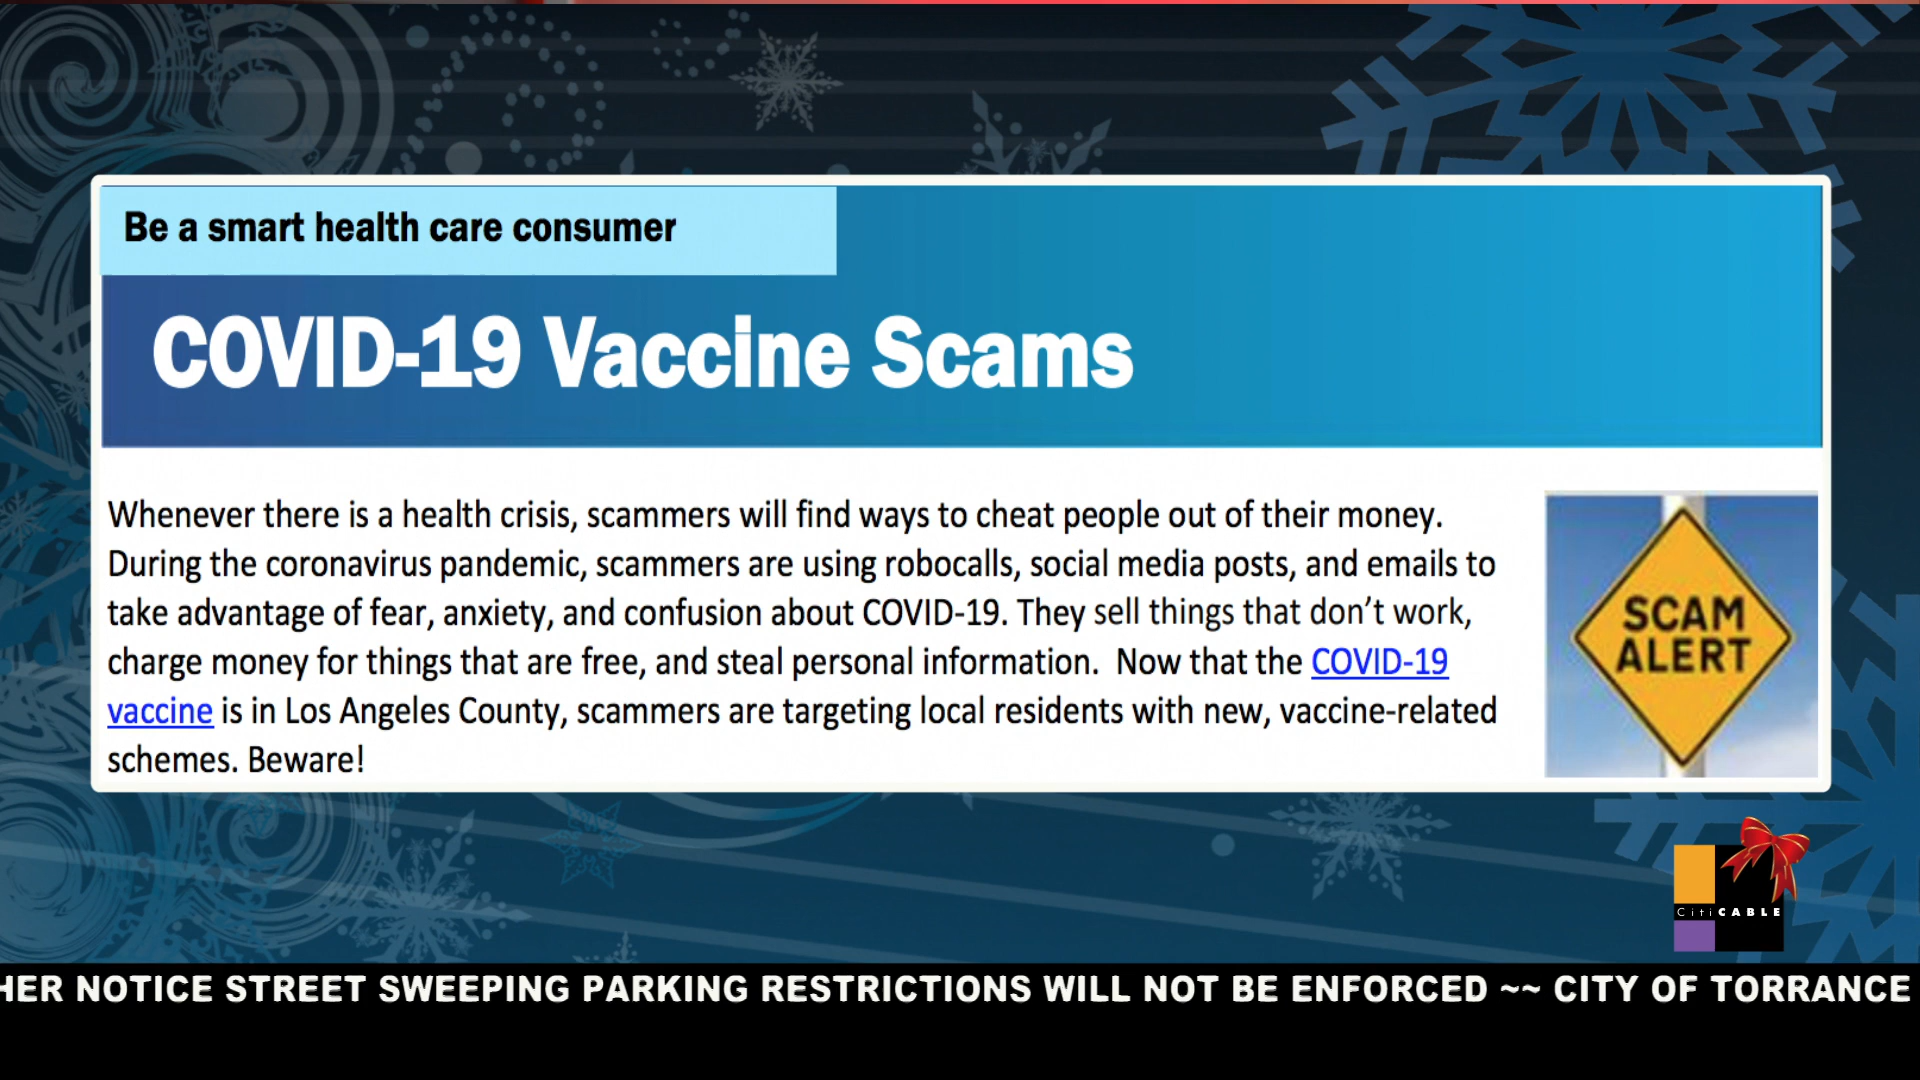 Be a smart health care consumer
COVID-19 Vaccine Scams
Whenever there is a health crisis, scammers will find ways to cheat people out of their money.
During the coronavirus pandemic, scammers are using robocalls, social media posts, and emails to
take advantage of fear, anxiety, and confusion about COVID-19. They sell things that don’t work,
charge money for things that are free, and steal personal information.  Now that the COVID-19
vaccine is in Los Angeles County, scammers are targeting local residents with new, vaccine-related
schemes. Beware!
SCAM
ALERT
CitiCABLE
HER NOTICE STREET SWEEPING PARKING RESTRICTIONS WILL NOT BE ENFORCED ~~ CITY OF TORRANCE